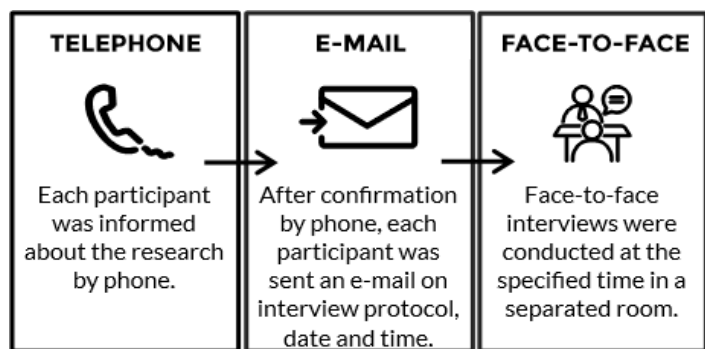 TELEPHONE
Each participant
was informed
about the research
by phone.
E-MAIL
After confirmation
by phone, each
participant was
sent an e-mail on
interview protocol,
date and time.
FACE-TO-FACE
Face-to-face
interviews were
conducted at the
specified time in a
separated room.